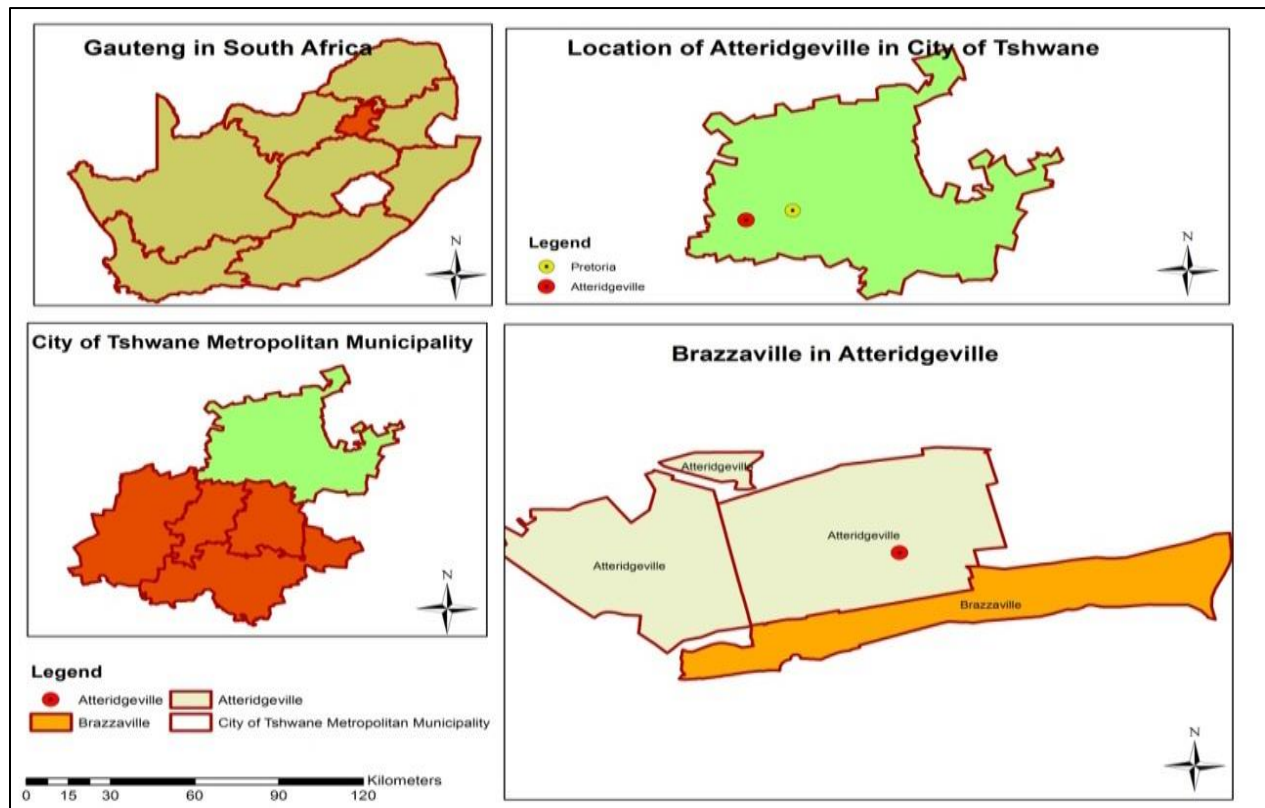 Gauteng in South Africa
N
Location of Atteridgeville in City of Tshwane
Legend
Pretoria
Atteridgeville
N
City of Tshwane Metropolitan Municipality
N
Brazzaville in Atteridgeville
Atteridgeville
Atteridgeville
Atteridgeville
Brazzaville
N
Legend
Atteridgeville
Atteridgeville
Brazzaville
City of Tshwane Metropolitan Municipality
Kilometers
0 15 30 60 90 120